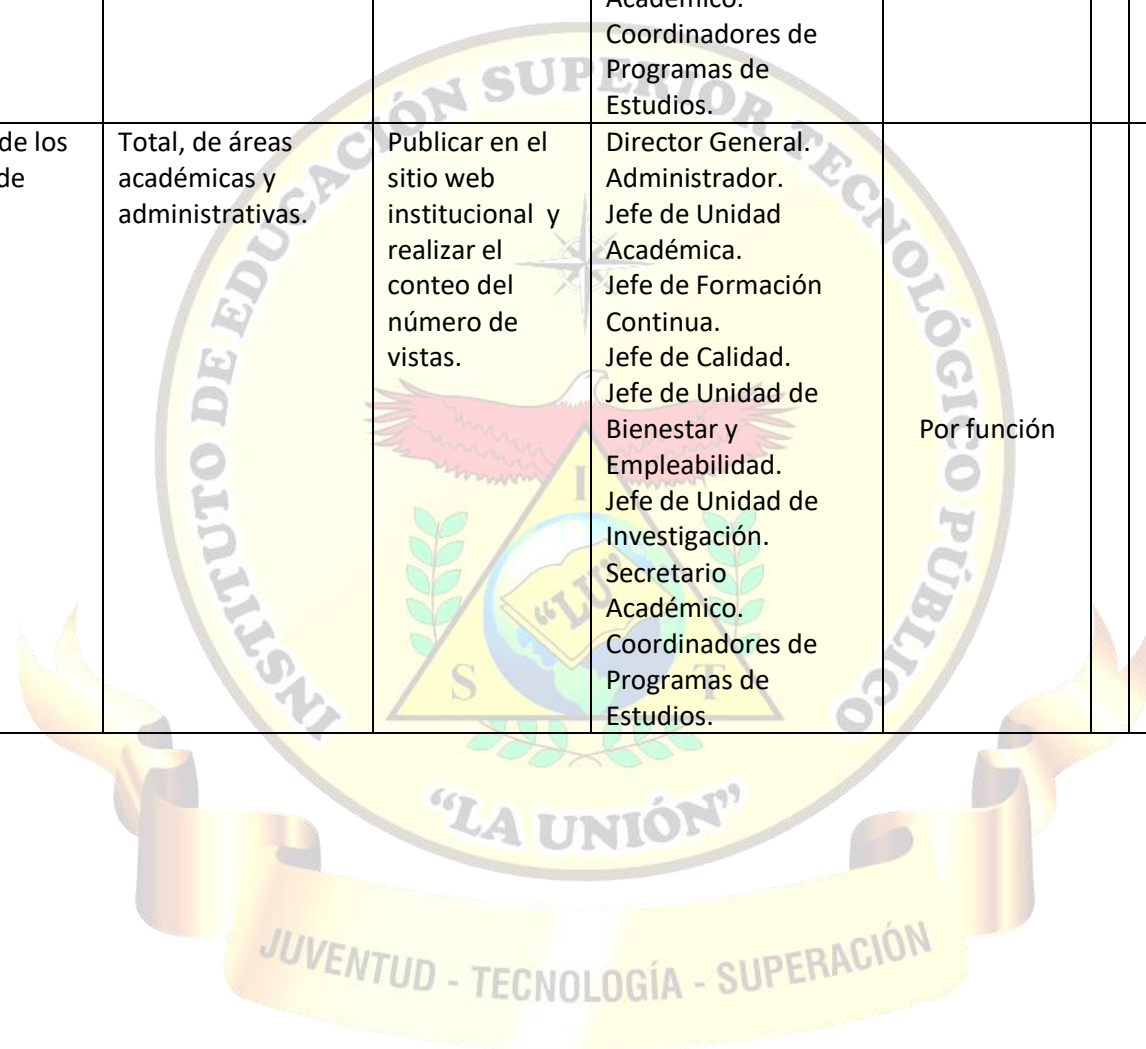 Académico.
Coordinadores de
Programas de
Estudios.
de los
de
Total, de áreas
académicas y
administrativas.
Publicar en el
sitio web
institucional y
realizar el
conteo del
número de
vistas.
Director General.
Administrador.
Jefe de Unidad
Académica.
Jefe de Formación
Continua.
Jefe de Calidad.
Jefe de Unidad de
Bienestar y
Empleabilidad.
Jefe de Unidad de
Investigación.
Secretario
Académico.
Coordinadores de
Programas de
Estudios.
Por función
INSTITUTO DE EDUCACIÓN SUPERIOR TECNOLÓGICO PÚBLICO
I
"LU"
S T
"LA UNIÓN"
JUVENTUD - TECNOLOGÍA - SUPERACIÓN